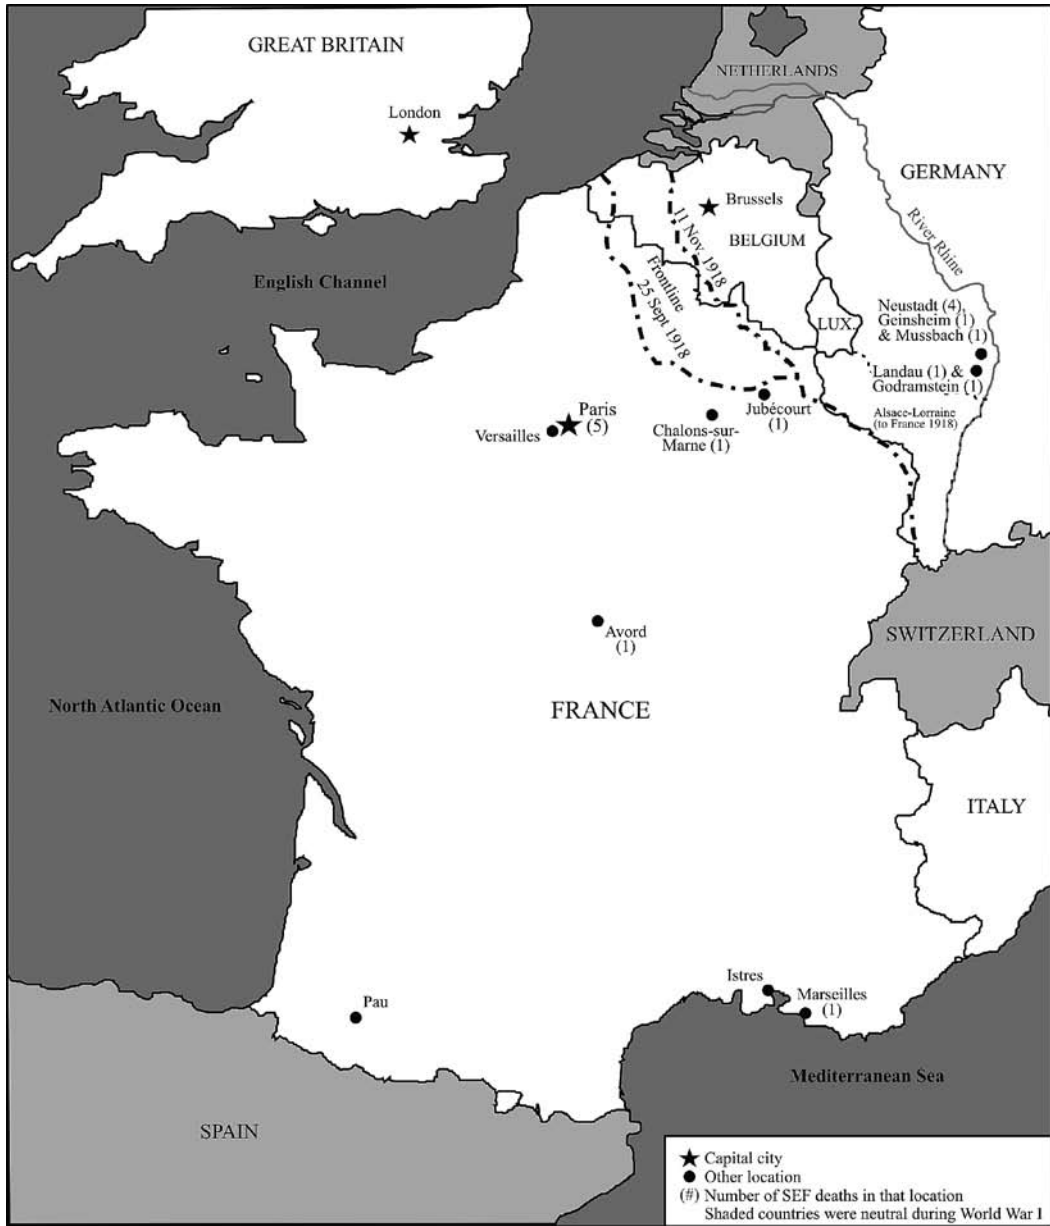 GREAT BRITAIN
London
NETHERLANDS
GERMANY
River Rhine
Brussels
BELGIUM
11 Nov. 1918
Frontline
25 Sept 1918
English Channel
LUX.
Neustadt (4),
Geinsheim (1)
& Mussbach (1)
Landau (1) &
Godramstein (1)
Alsace-Lorraine
(to France 1918)
Paris
(5)
Versailles
Chalons-sur-
Marne (1)
Jubécourt
(1)
Avord
(1)
SWITZERLAND
North Atlantic Ocean
FRANCE
ITALY
Istres
Marseilles
(1)
Pau
Mediterranean Sea
SPAIN
Capital city
Other location
(#) Number of SEF deaths in that location
Shaded countries were neutral during World War I